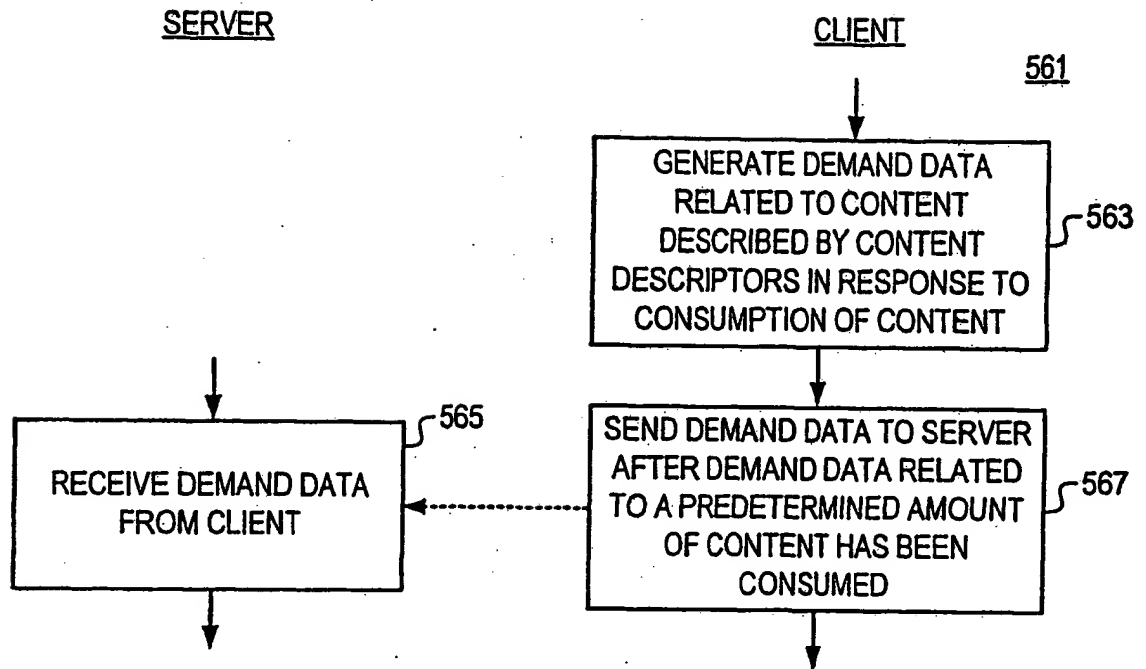 SERVER
CLIENT
561
GENERATE DEMAND DATA
RELATED TO CONTENT
DESCRIBED BY CONTENT
DESCRIPTORS IN RESPONSE TO
CONSUMPTION OF CONTENT
563
SEND DEMAND DATA TO SERVER
AFTER DEMAND DATA RELATED
TO A PREDETERMINED AMOUNT
OF CONTENT HAS BEEN
CONSUMED
567
565
RECEIVE DEMAND DATA
FROM CLIENT